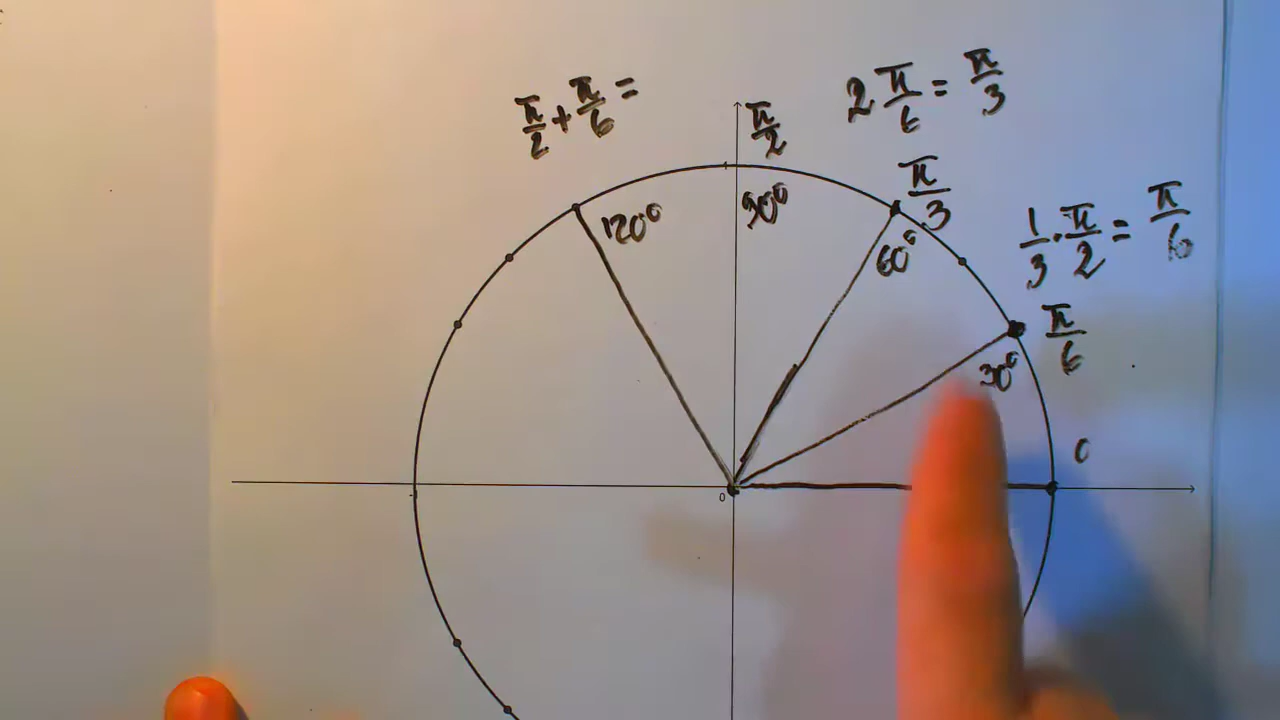 π/2 + π/6 =
π/2
2 π/6 = π/3
π/3
1/3 · π/2 = π/6
120°
90°
60°
π/6
30°
0
0